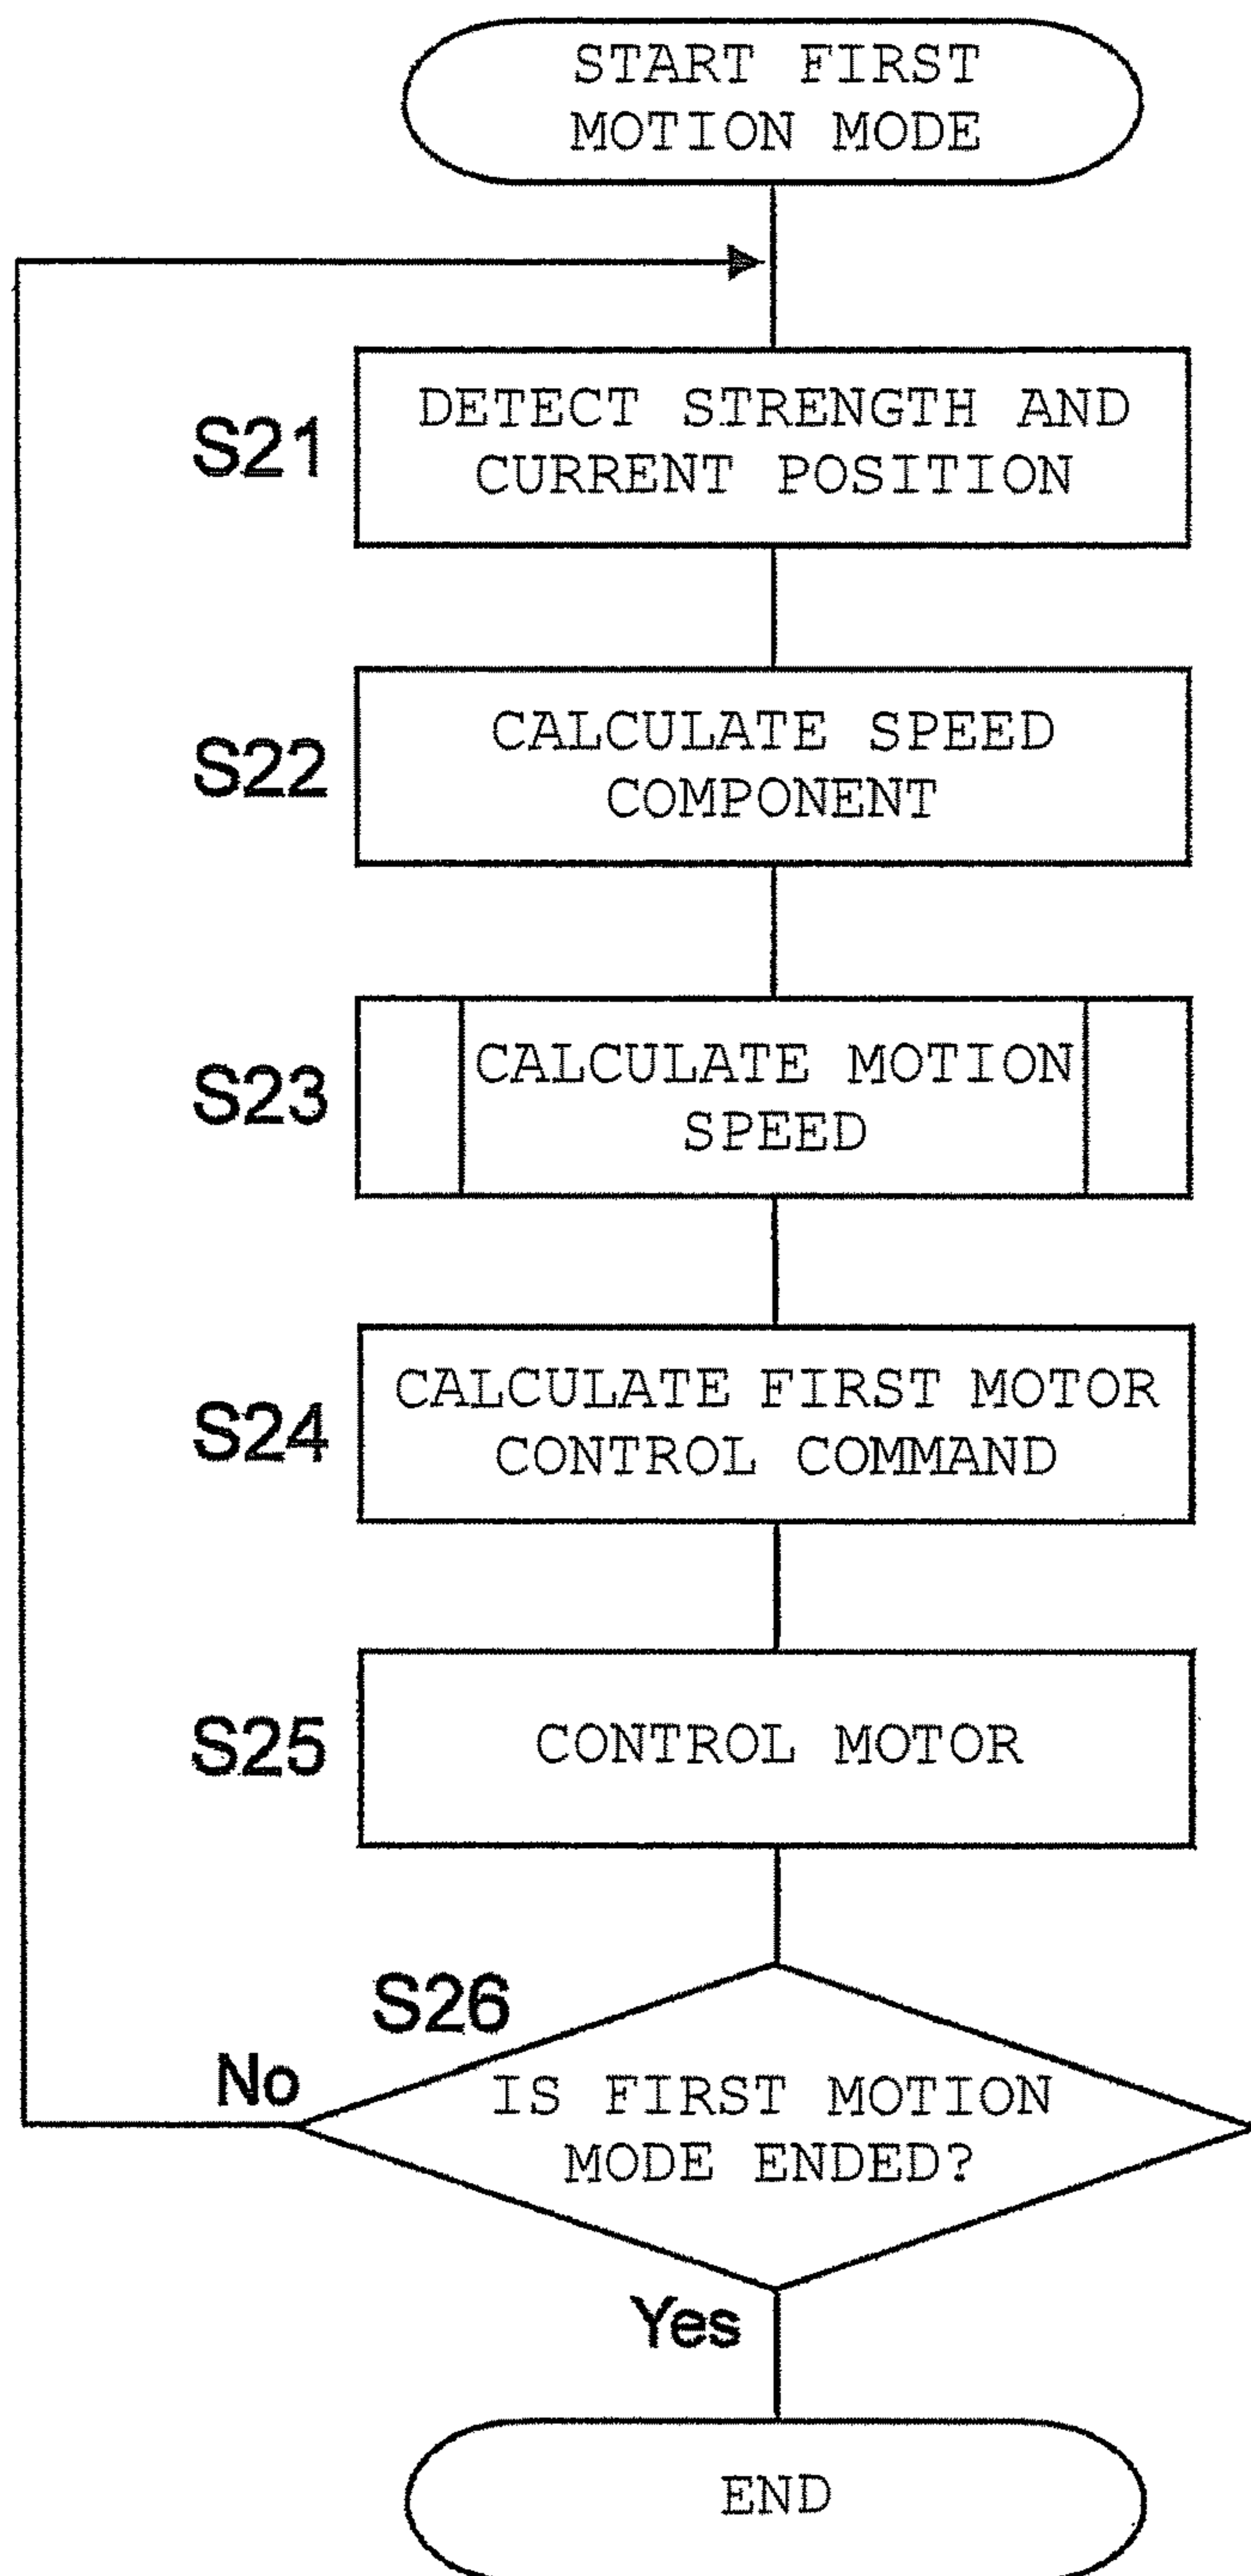 START FIRST
MOTION MODE
S21
DETECT STRENGTH AND
CURRENT POSITION
S22
CALCULATE SPEED
COMPONENT
S23
CALCULATE MOTION
SPEED
S24
CALCULATE FIRST MOTOR
CONTROL COMMAND
S25
CONTROL MOTOR
S26
No
IS FIRST MOTION
MODE ENDED?
Yes
END